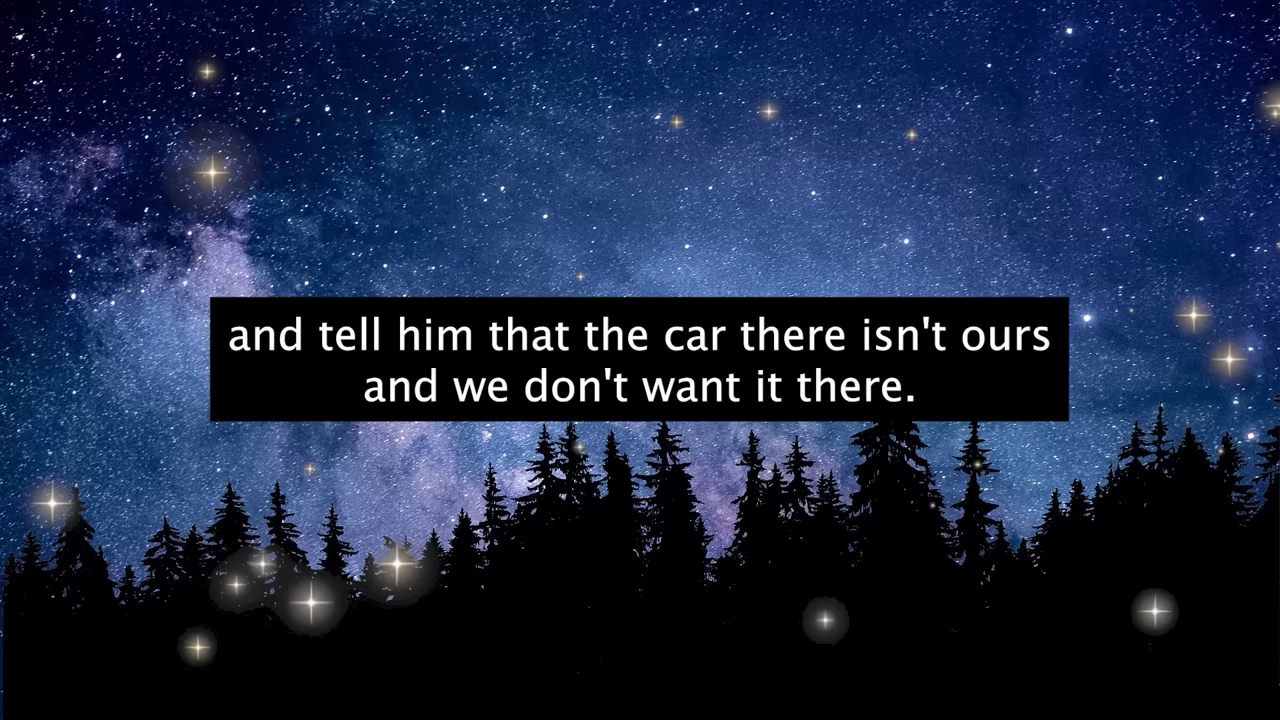 and tell him that the car there isn't ours
and we don't want it there.